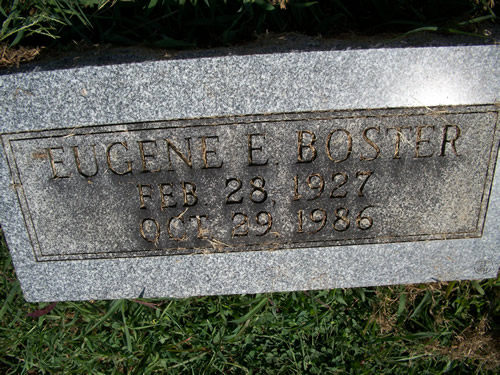 EUGENE E. BOSTER
FEB 28, 1927
OCT 29, 1986